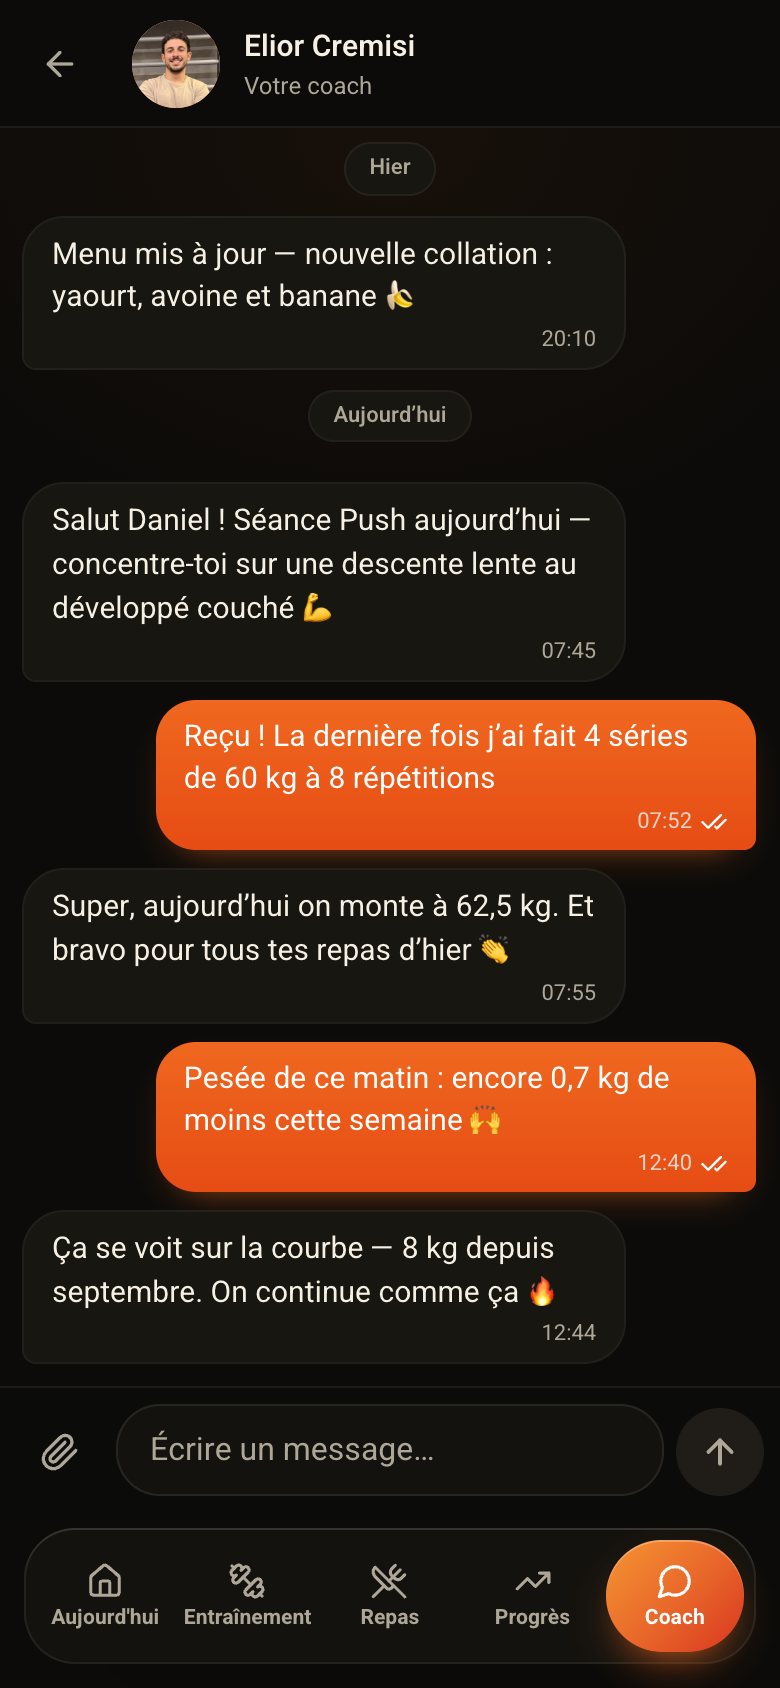 Elior Cremisi
Votre coach
Hier
Menu mis à jour — nouvelle collation :
yaourt, avoine et banane 🍌
20:10
Aujourd’hui
Salut Daniel ! Séance Push aujourd’hui —
concentre-toi sur une descente lente au
développé couché 💪
07:45
Reçu ! La dernière fois j’ai fait 4 séries
de 60 kg à 8 répétitions
07:52
Super, aujourd’hui on monte à 62,5 kg. Et
bravo pour tous tes repas d’hier 👏
07:55
Pesée de ce matin : encore 0,7 kg de
moins cette semaine 🙌
12:40
Ça se voit sur la courbe — 8 kg depuis
septembre. On continue comme ça 🔥
12:44
Écrire un message…
Aujourd'hui
Entraînement
Repas
Progrès
Coach